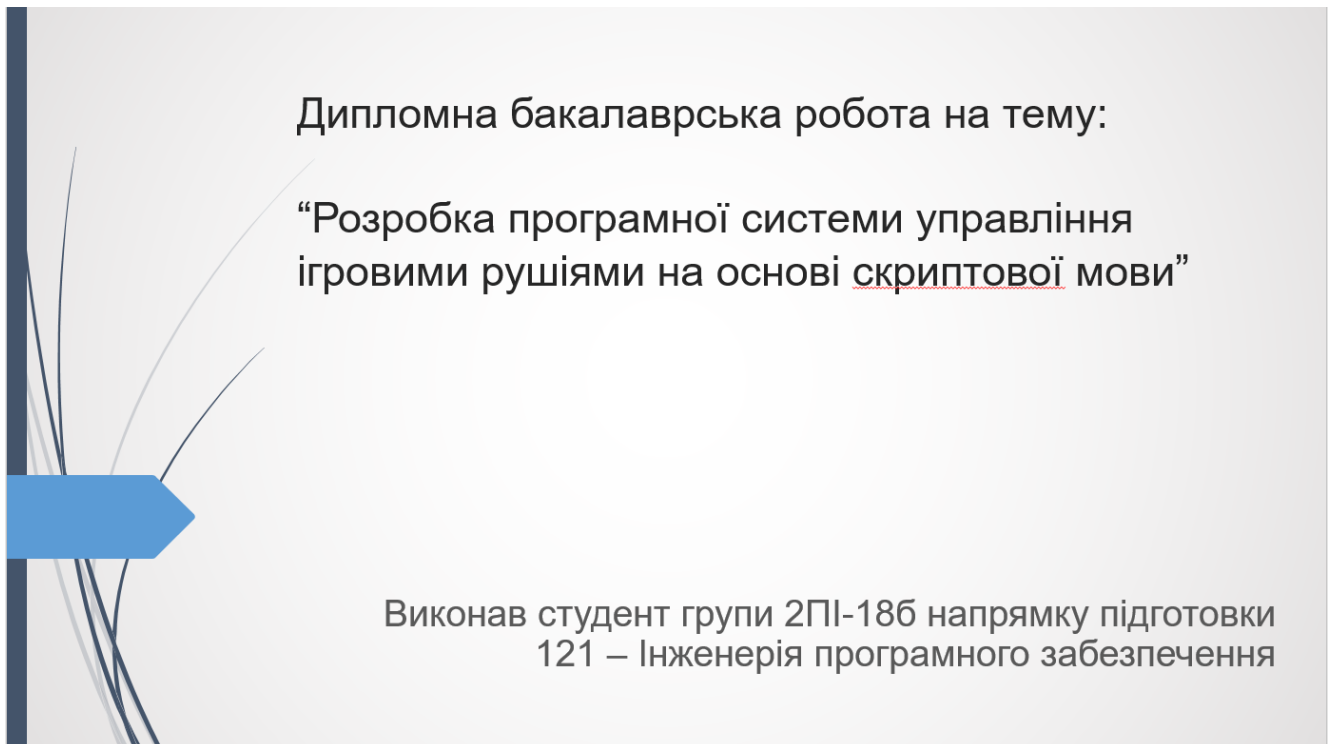 Дипломна бакалаврська робота на тему:
“Розробка програмної системи управління
ігровими рушіями на основі скриптової мови”
Виконав студент групи 2ПІ-18б напрямку підготовки
121 – Інженерія програмного забезпечення